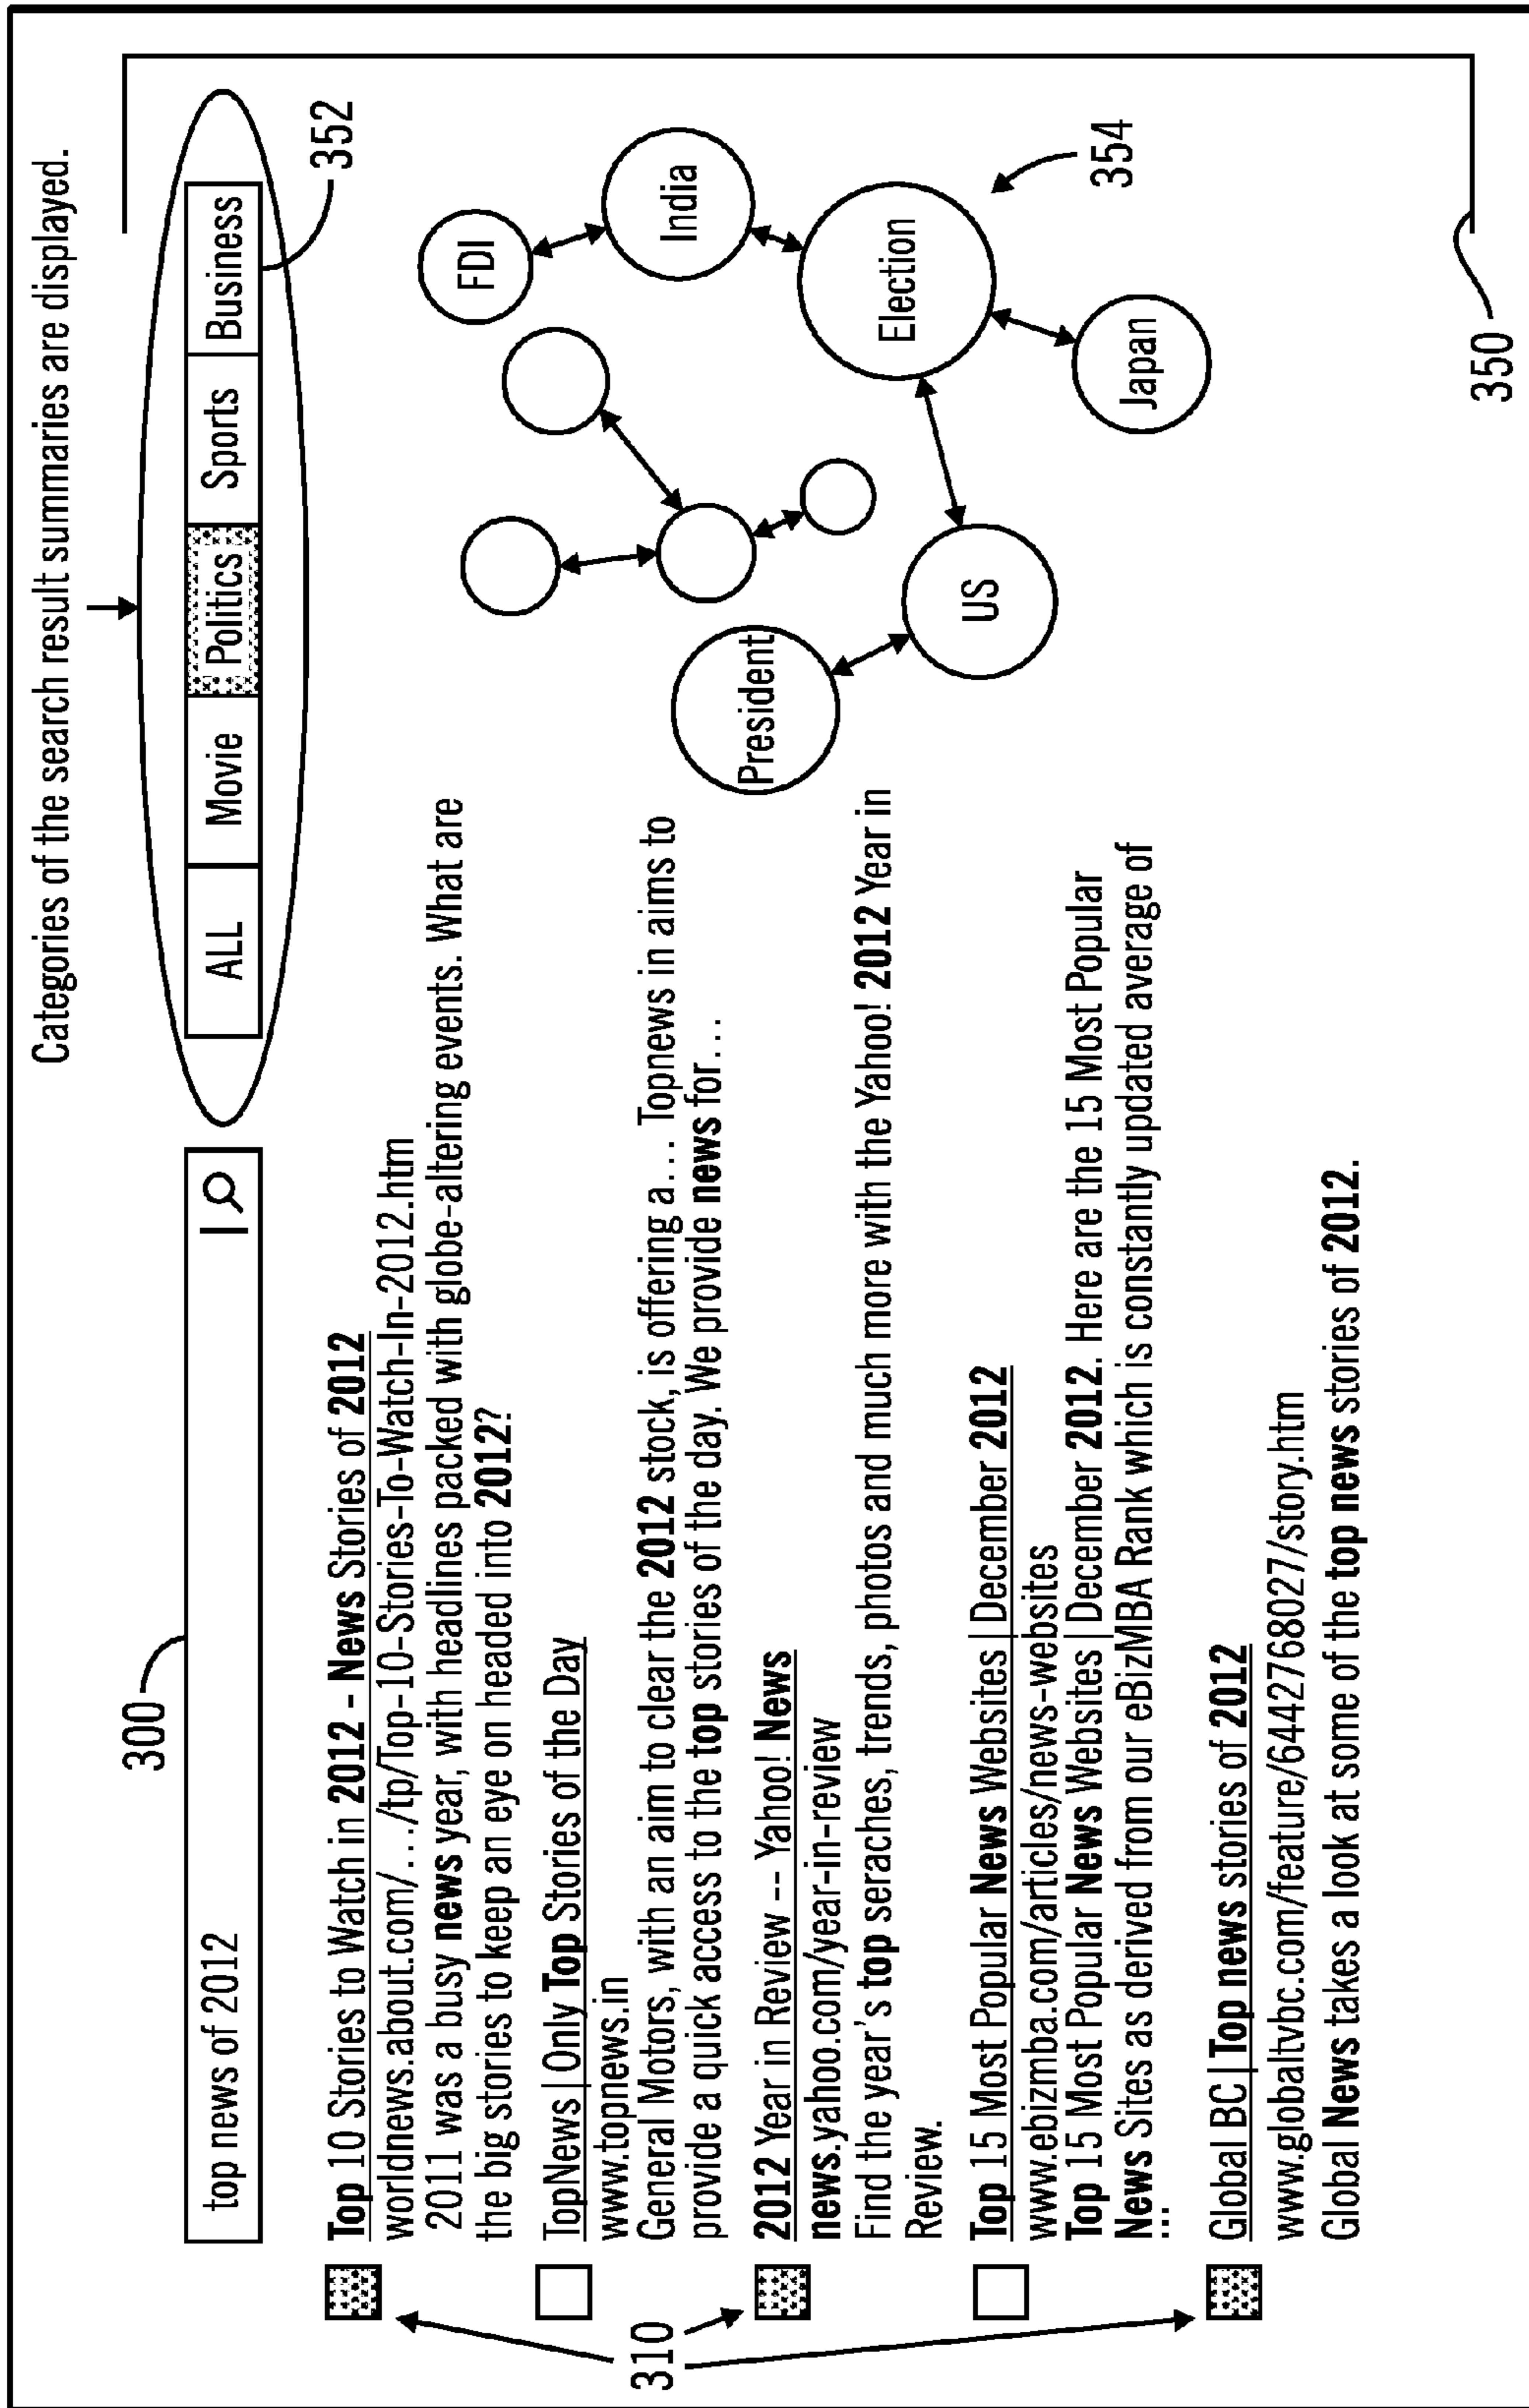 Categories of the search result summaries are displayed.
300
top news of 2012
ALL Movie Politics Sports Business
352
Top 10 Stories to Watch in 2012 - News Stories of 2012
worldnews.about.com/.../tp/Top-10-Stories-To-Watch-In-2012.htm
2011 was a busy news year, with headlines packed with globe-altering events. What are
the big stories to keep an eye on headed into 2012?
TopNews | Only Top Stories of the Day
www.topnews.in
General Motors, with an aim to clear the 2012 stock, is offering a... Topnews in aims to
provide a quick access to the top stories of the day. We provide news for...
310
2012 Year in Review -- Yahoo! News
news.yahoo.com/year-in-review
Find the year's top seraches, trends, photos and much more with the Yahoo! 2012 Year in
Review.
Top 15 Most Popular News Websites | December 2012
www.ebizmba.com/articles/news-websites
Top 15 Most Popular News Websites | December 2012. Here are the 15 Most Popular
News Sites as derived from our eBizMBA Rank which is constantly updated average of
...
Global BC | Top news stories of 2012
www.globaltvbc.com/feature/6442768027/story.htm
Global News takes a look at some of the top news stories of 2012.
FDI
India
President
Election
US
Japan
354
350